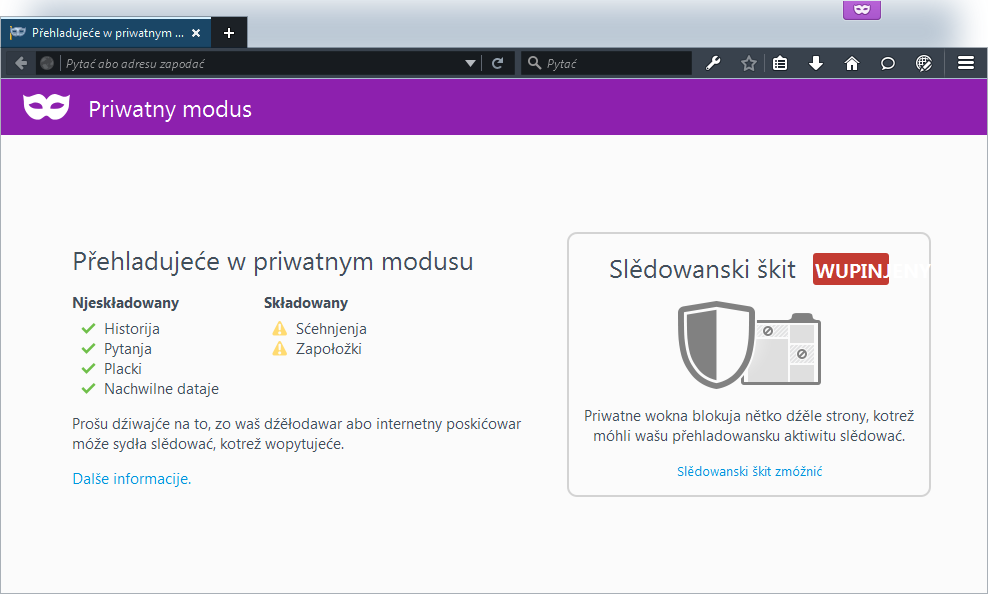 Přehladujeće w priwatnym ...
Pytać abo adresu zapodać
Pytać
Priwatny modus
Přehladujeće w priwatnym modusu
Njeskładowany
Składowany
Historija
Sćehnjenja
Pytanja
Zapołožki
Placki
Nachwilne dataje
Prošu dźiwajće na to, zo waš dźěłodawar abo internetny poskićowar
móže sydła slědować, kotrež wopytujeće.
Dalše informacije.
Slědowanski škit WUPINJENY
Priwatne wokna blokuja nětko dźěle strony, kotrež
móhli wašu přehladowansku aktiwitu slědować.
Slědowanski škit zmóžnić